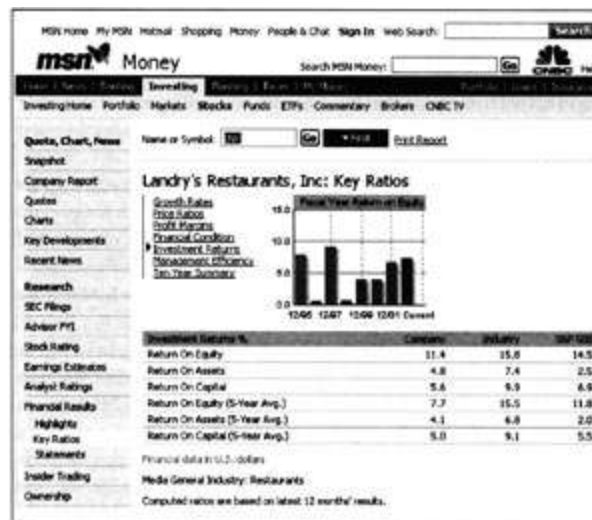 MSN Home My MSN Hotmail Shopping Money People & Chat Sign In Web Search: Search
msn Money Search MSN Money: Go CNBC
Investing
Investing Home Portfolio Markets Stocks Funds ETFs Commentary Brokers CNBC TV
Quote, Chart, News
Snapshot
Company Report
Quotes
Charts
Key Developments
Recent News
Research
SEC Filings
Advisor FYI
Stock Rating
Earnings Estimates
Analyst Ratings
Financial Results
Highlights
Key Ratios
Statements
Insider Trading
Ownership
Name or Symbol: Go Find Print Report
Landry's Restaurants, Inc: Key Ratios
Growth Rates
Price Ratios
Profit Margins
Financial Condition
Investment Returns
Management Efficiency
Ten Year Summary
Fiscal Year Return on Equity
15.0
10.0
5.0
0.0
12/95 12/97 12/99 12/01 Current
Investment Returns % Company Industry S&P 500
Return On Equity 11.4 15.8 14.5
Return On Assets 4.8 7.4 2.5
Return On Capital 5.6 9.9 6.9
Return On Equity (5-Year Avg.) 7.7 15.5 11.8
Return On Assets (5-Year Avg.) 4.1 6.8 2.0
Return On Capital (5-Year Avg.) 5.0 9.1 5.5
Financial data in U.S. dollars
Media General Industry: Restaurants
Computed ratios are based on latest 12 months' results.